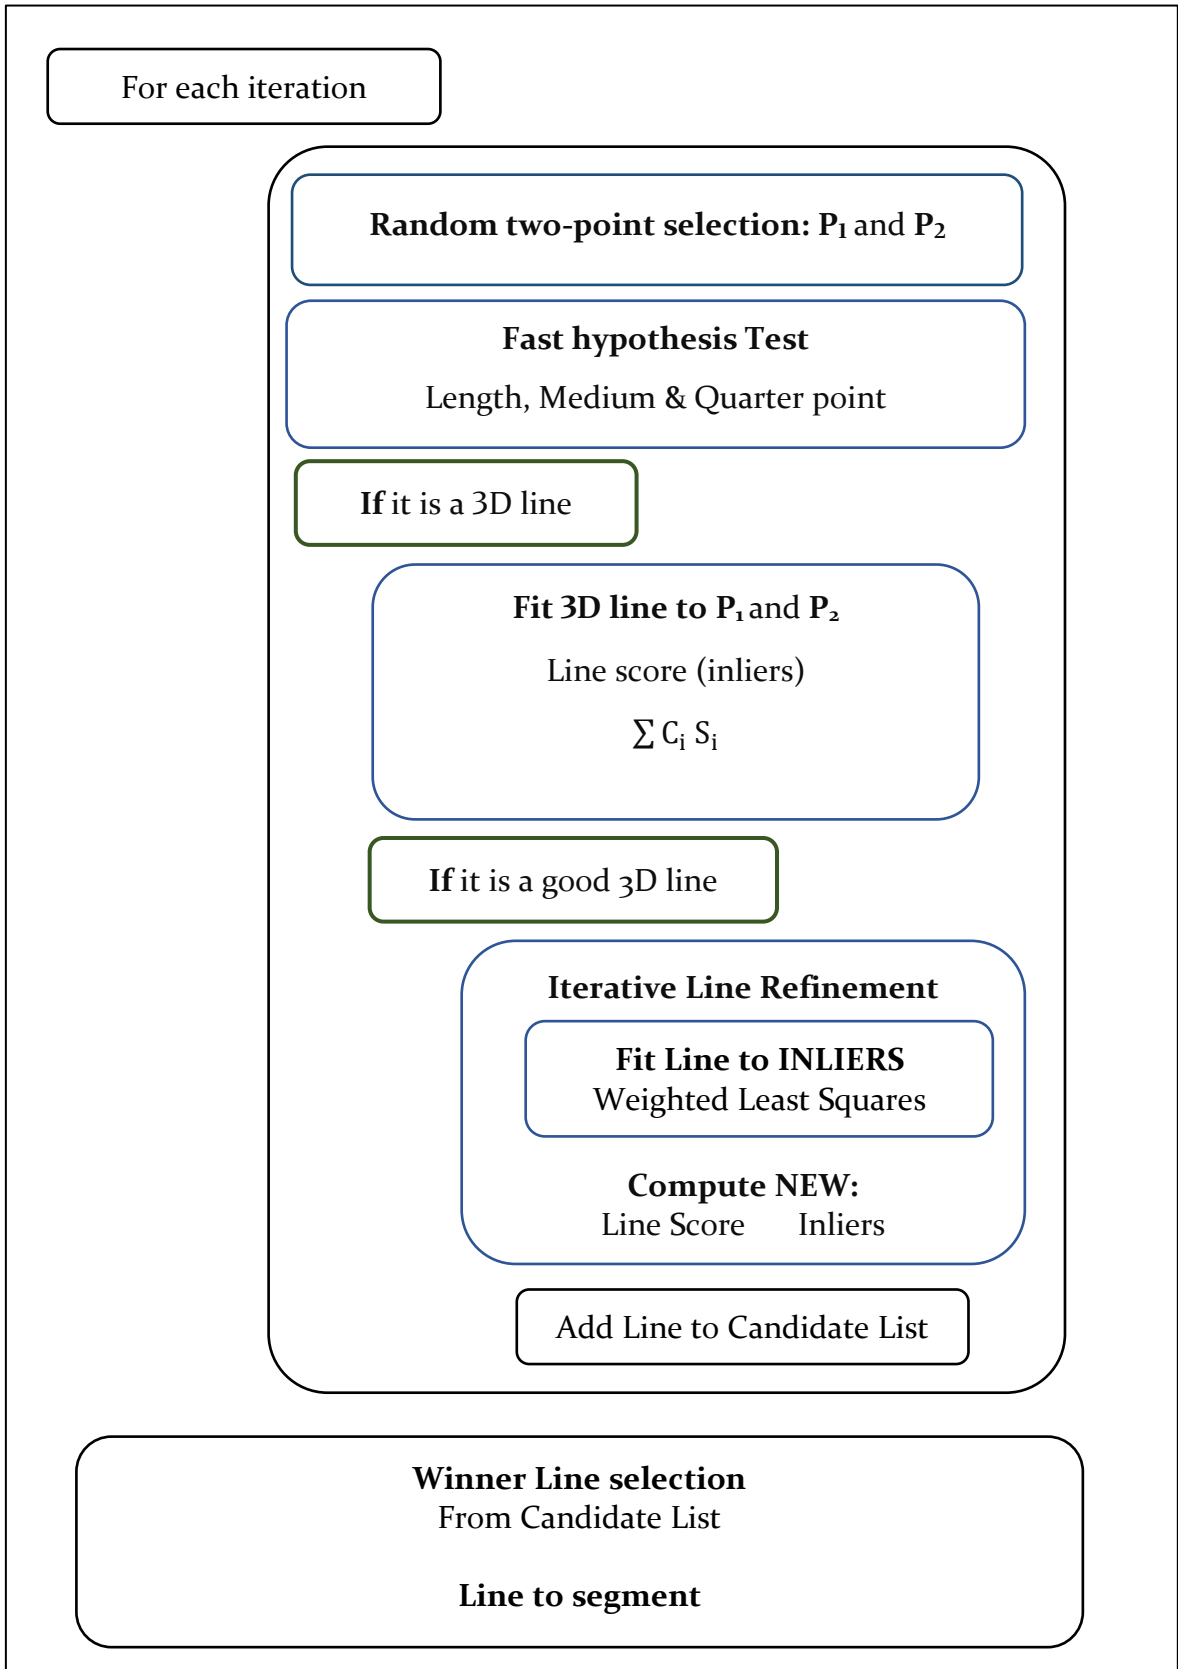 For each iteration
Random two-point selection: P₁ and P₂
Fast hypothesis Test
Length, Medium & Quarter point
If it is a 3D line
Fit 3D line to P₁ and P₂
Line score (inliers)
∑ Cᵢ Sᵢ
If it is a good 3D line
Iterative Line Refinement
Fit Line to INLIERS
Weighted Least Squares
Compute NEW:
Line Score Inliers
Add Line to Candidate List
Winner Line selection
From Candidate List
Line to segment